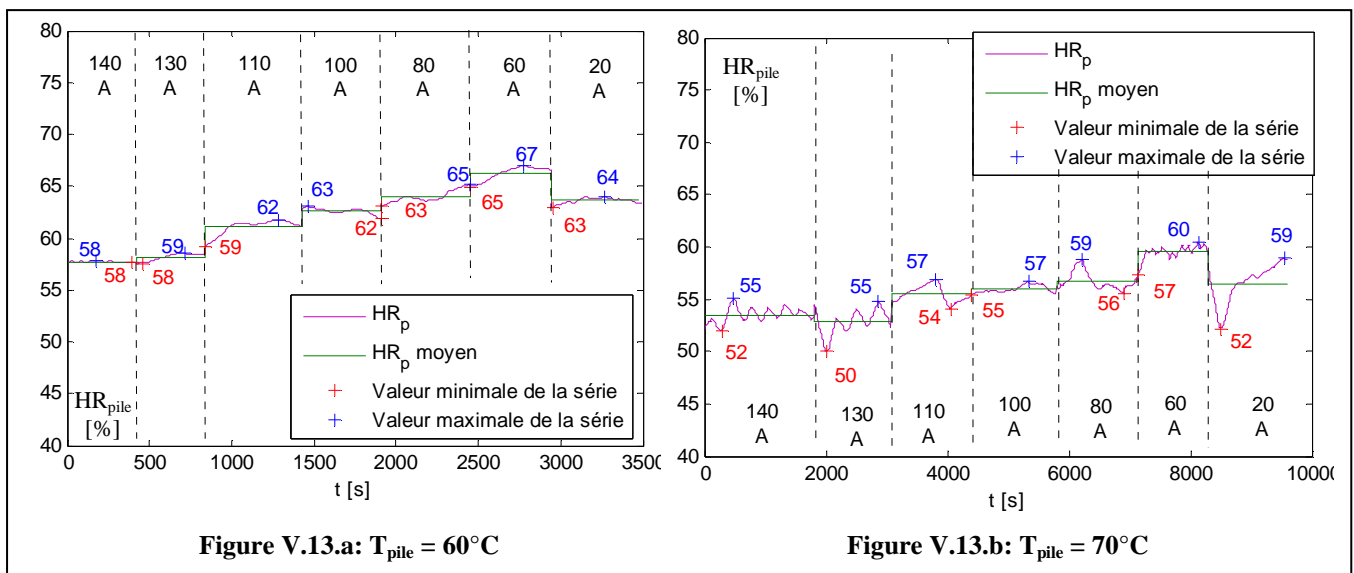 80
75
70
65
60
55
50
45
40
0 500 1000 1500 2000 2500 3000 3500
t [s]
140 A
130 A
110 A
100 A
80 A
60 A
20 A
58
58
59
58
62
59
63
62
65
63
67
65
64
63
HR_pile
[%]
HR_p
HR_p moyen
Valeur minimale de la série
Valeur maximale de la série
Figure V.13.a: T_pile = 60°C
80
75
70
65
60
55
50
45
40
0 2000 4000 6000 8000 10000
t [s]
HR_pile
[%]
HR_p
HR_p moyen
Valeur minimale de la série
Valeur maximale de la série
55
52
55
50
57
54
57
55
59
56
60
57
59
52
140 A
130 A
110 A
100 A
80 A
60 A
20 A
Figure V.13.b: T_pile = 70°C